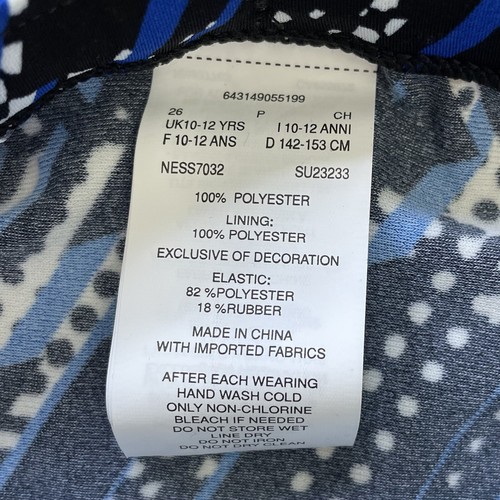 643149055199
26 P CH
UK10-12 YRS I 10-12 ANNI
F 10-12 ANS D 142-153 CM
NESS7032 SU23233
100% POLYESTER
LINING:
100% POLYESTER
EXCLUSIVE OF DECORATION
ELASTIC:
82 %POLYESTER
18 %RUBBER
MADE IN CHINA
WITH IMPORTED FABRICS
AFTER EACH WEARING
HAND WASH COLD
ONLY NON-CHLORINE
BLEACH IF NEEDED
DO NOT STORE WET
LINE DRY
DO NOT IRON
DO NOT DRY CLEAN